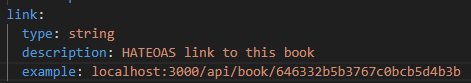 link:
type: string
description: HATEOAS link to this book
example: localhost:3000/api/book/646332b5b3767c0bcb5d4b3b